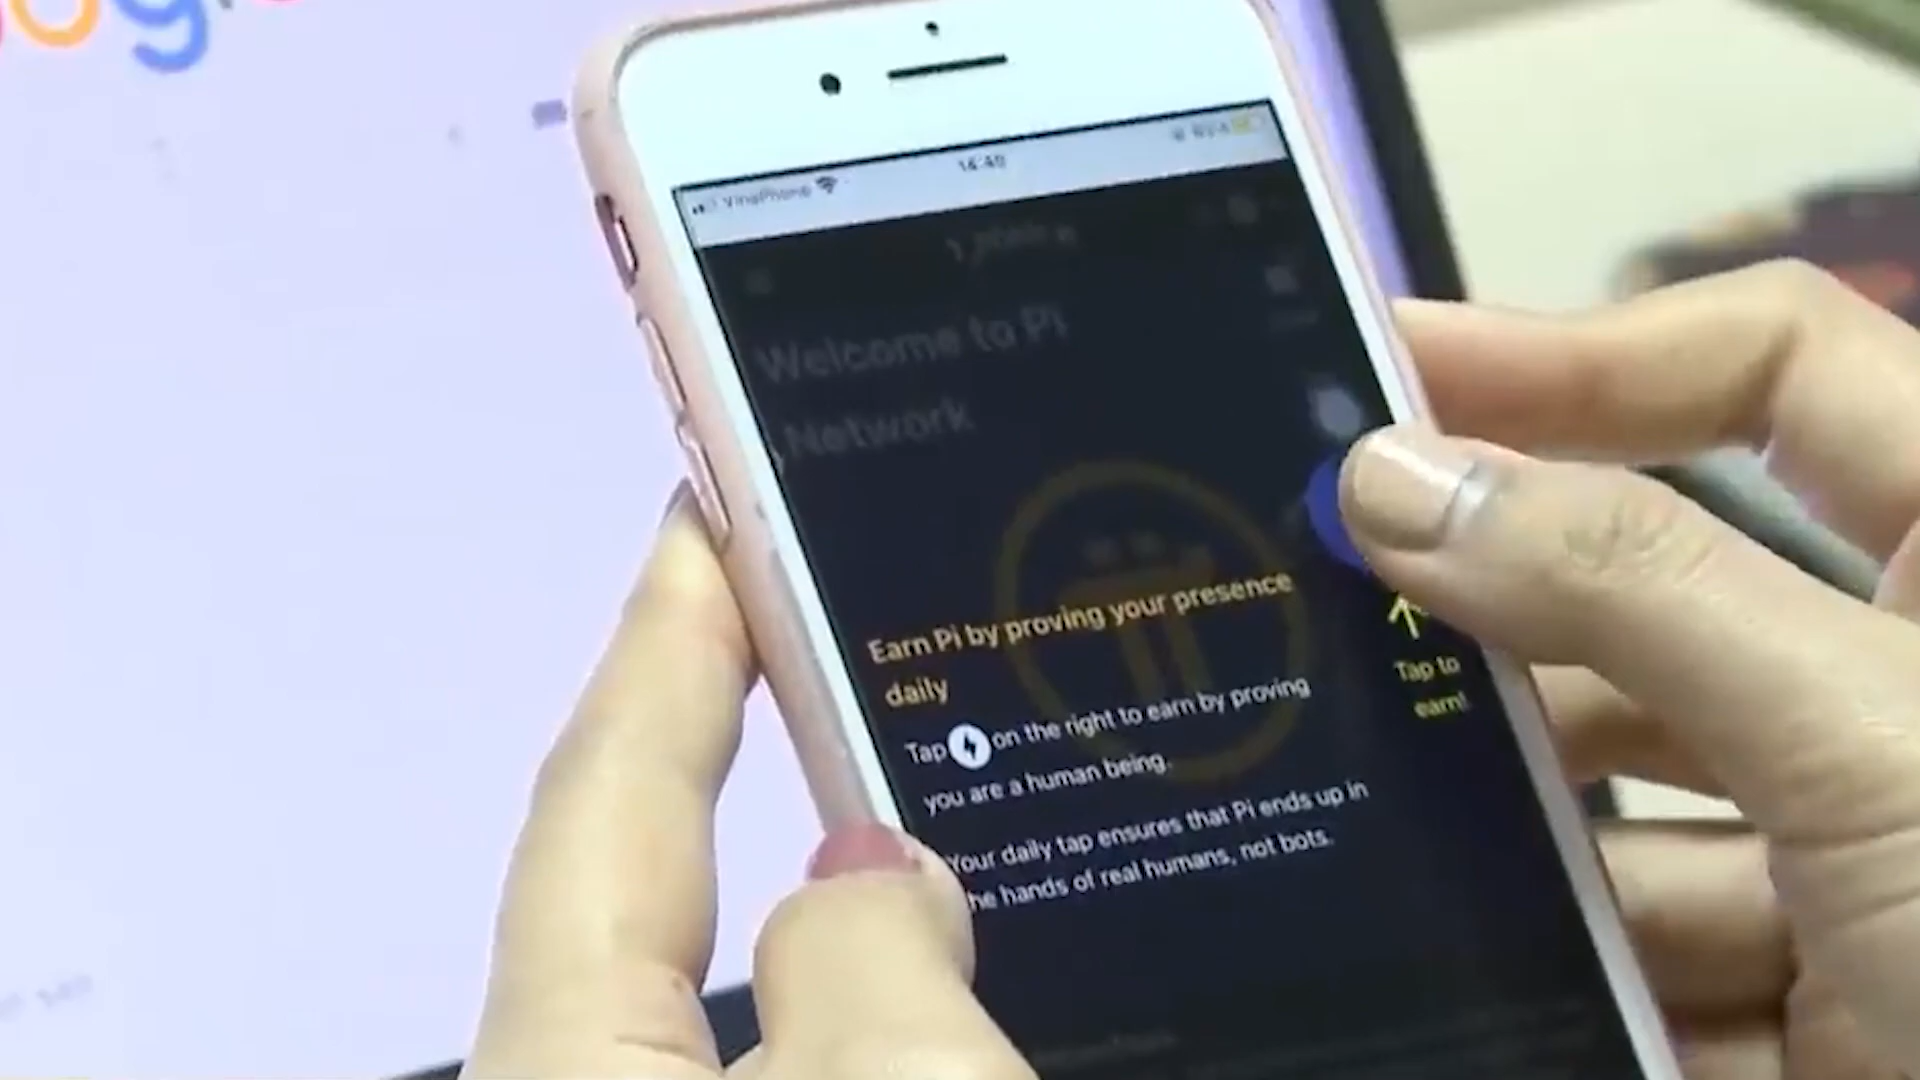 VinaPhone
14:40
Welcome to Pi
Network
Earn Pi by proving your presence
daily
Tap on the right to earn by proving
you are a human being.
Your daily tap ensures that Pi ends up in
he hands of real humans, not bots.
Tap to
earn!